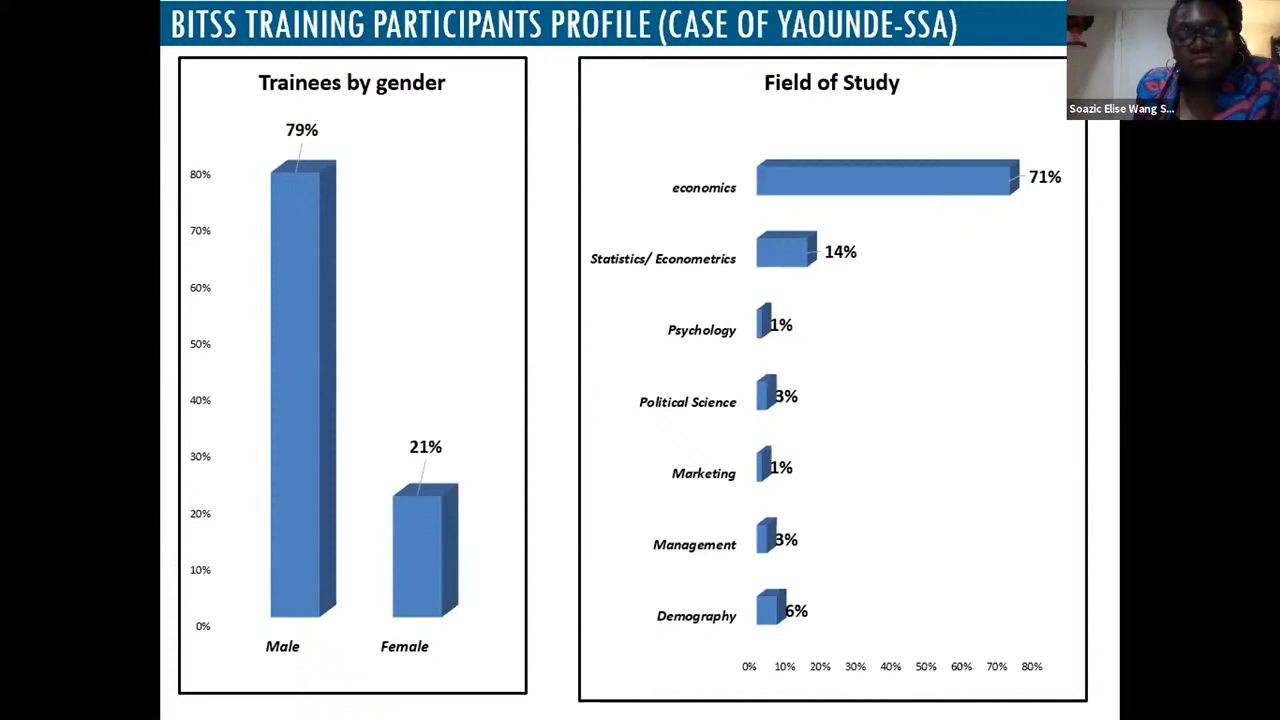 BITSS TRAINING PARTICIPANTS PROFILE (CASE OF YAOUNDE-SSA)
Soazic Elise Wang S...
Trainees by gender
79%
80%
70%
60%
50%
40%
30%
20%
10%
0%
21%
Male Female
Field of Study
economics 71%
Statistics/ Econometrics 14%
Psychology 1%
Political Science 3%
Marketing 1%
Management 3%
Demography 6%
0% 10% 20% 30% 40% 50% 60% 70% 80%